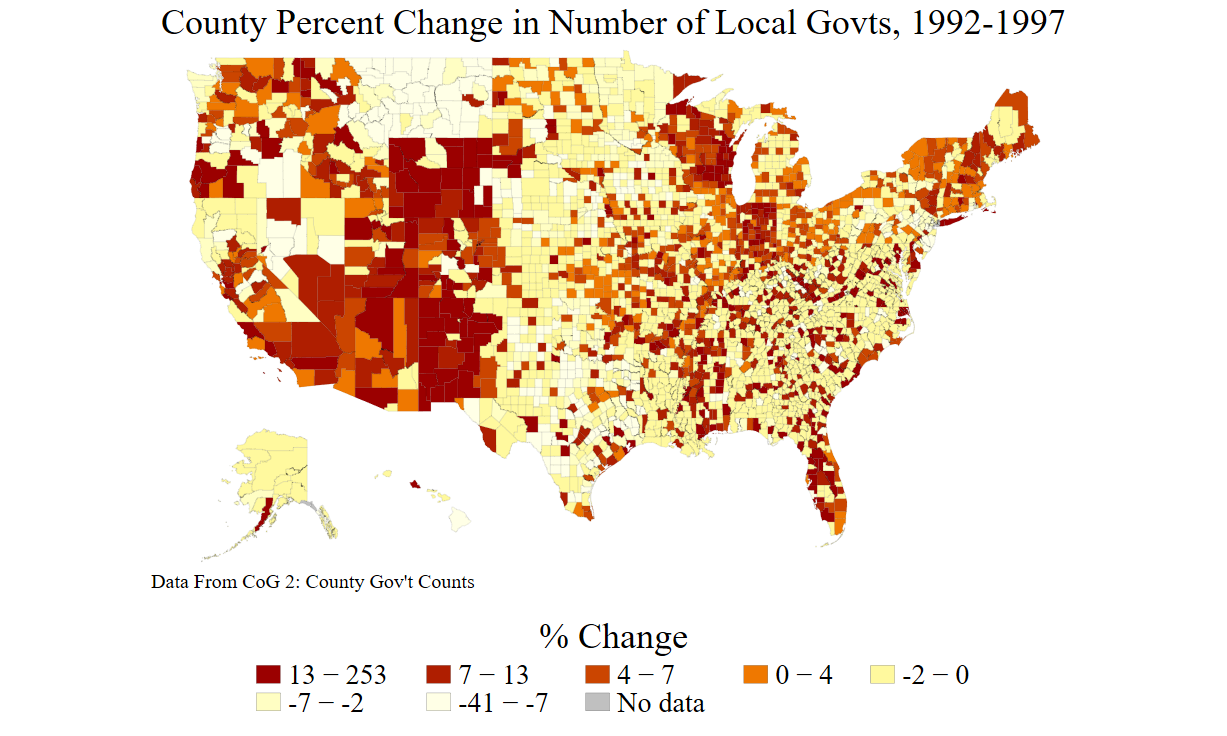 County Percent Change in Number of Local Govts, 1992-1997
Data From CoG 2: County Gov't Counts
% Change
13 − 253 7 − 13 4 − 7 0 − 4 -2 − 0
-7 − -2 -41 − -7 No data